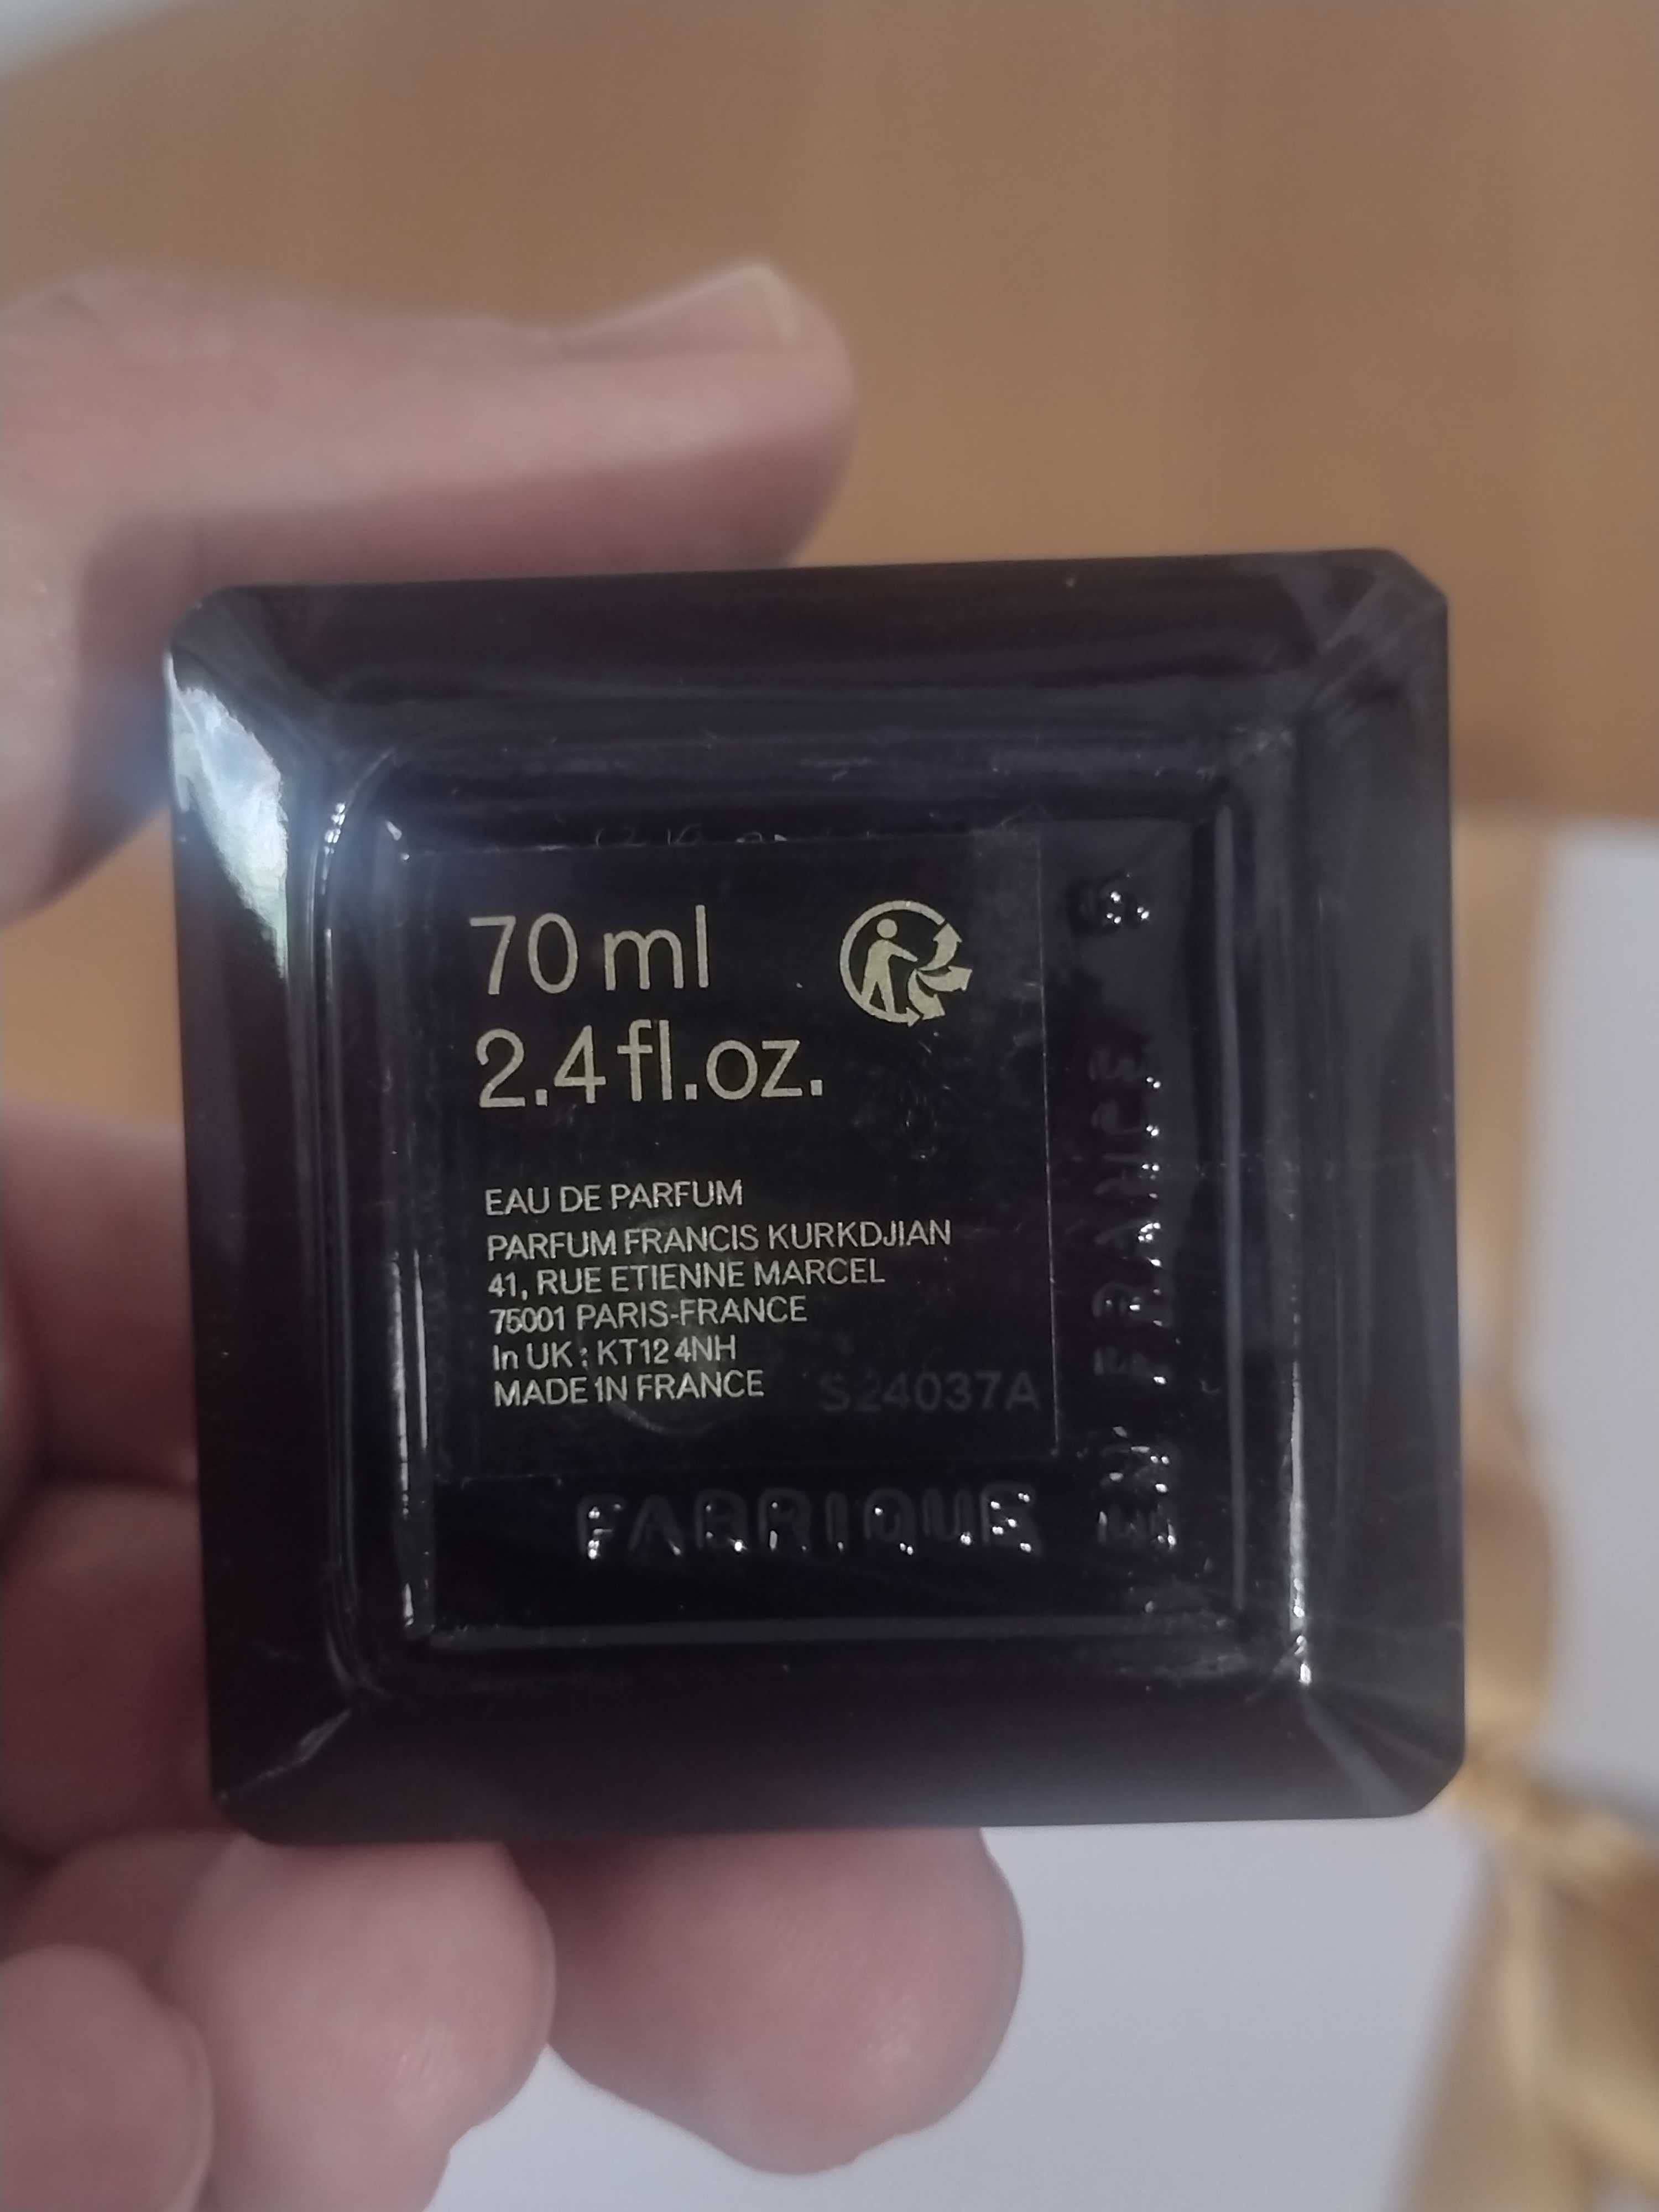 70 ml
2.4 fl.oz.
EAU DE PARFUM
PARFUM FRANCIS KURKDJIAN
41, RUE ETIENNE MARCEL
75001 PARIS-FRANCE
In UK : KT12 4NH
MADE IN FRANCE
S24037A
FABRIQUE
EN FRANCE